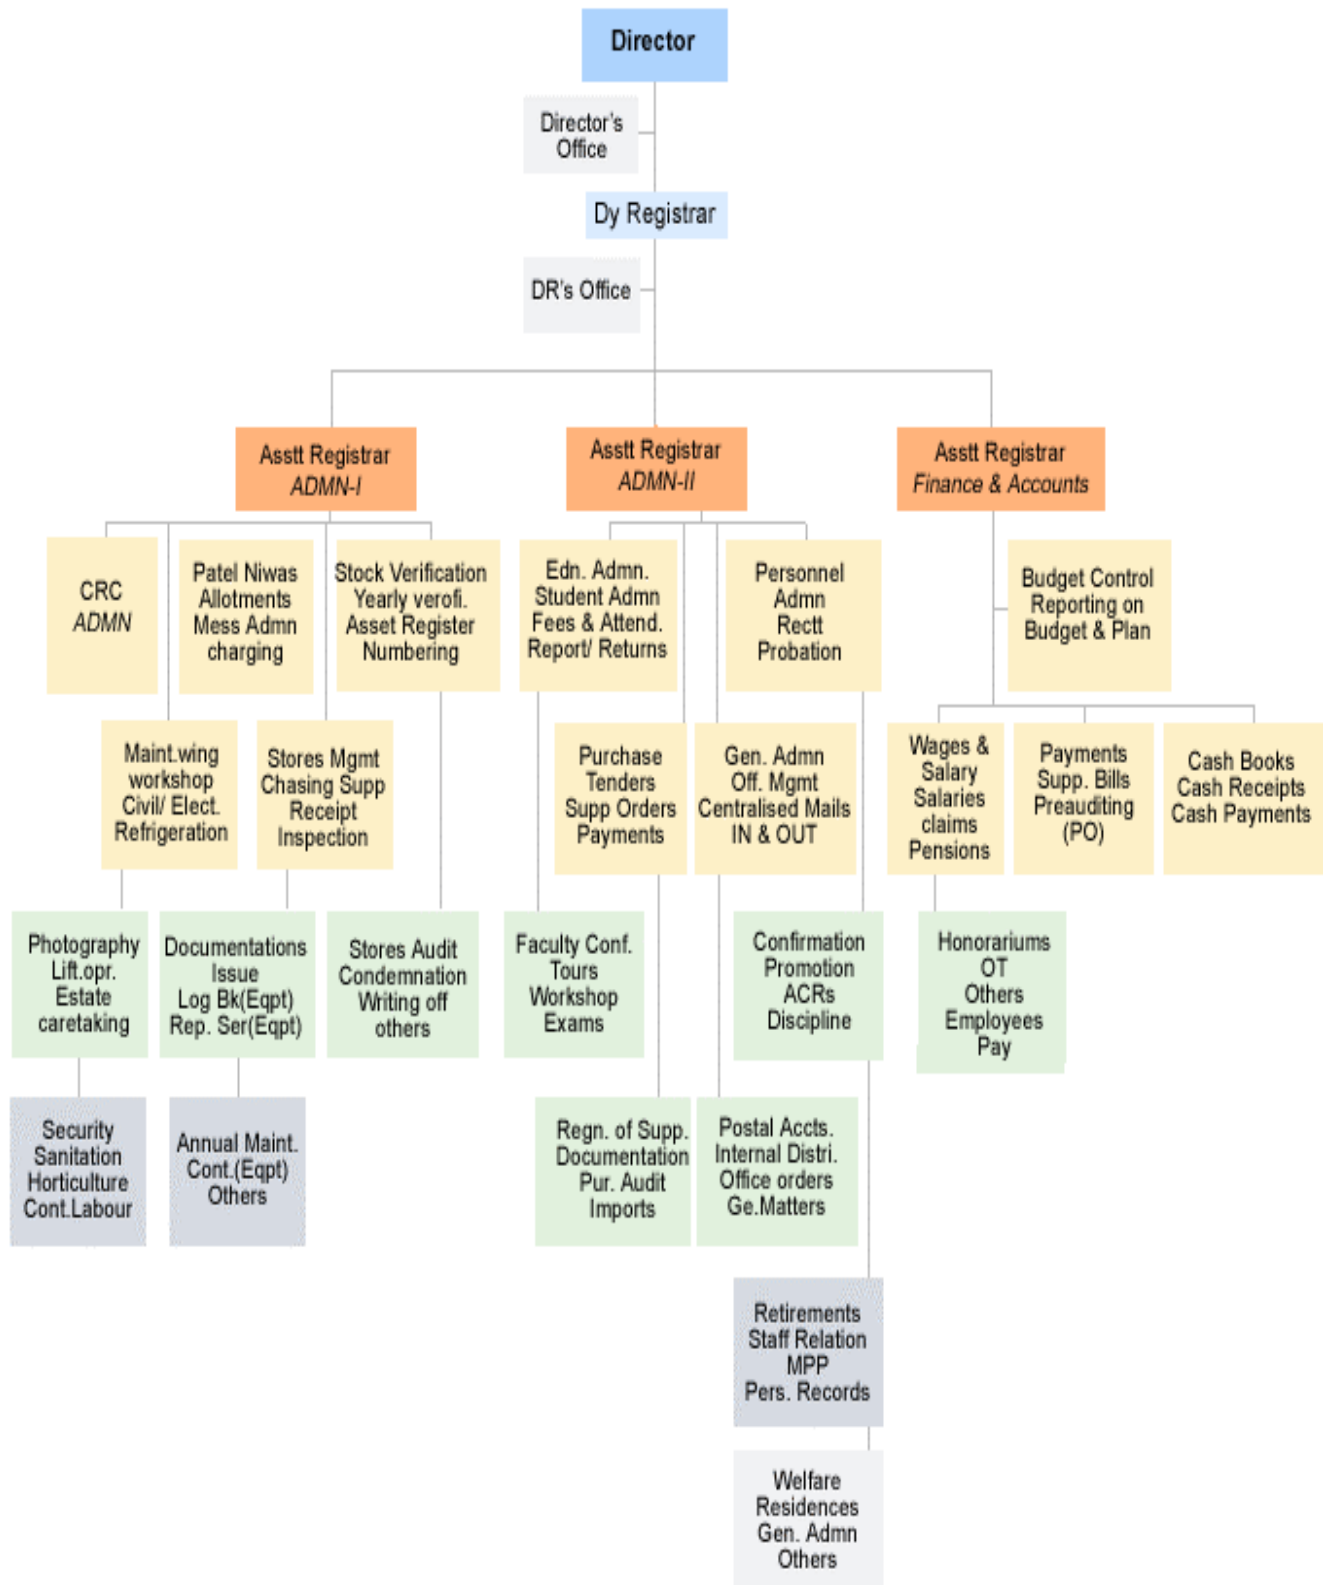 Director
Director's
Office
Dy Registrar
DR's Office
Asstt Registrar
ADMN-I
Asstt Registrar
ADMN-II
Asstt Registrar
Finance & Accounts
CRC
ADMN
Patel Niwas
Allotments
Mess Admn
charging
Stock Verification
Yearly verofi.
Asset Register
Numbering
Edn. Admn.
Student Admn
Fees & Attend.
Report/ Returns
Personnel
Admn
Rectt
Probation
Budget Control
Reporting on
Budget & Plan
Maint.wing
workshop
Civil/ Elect.
Refrigeration
Stores Mgmt
Chasing Supp
Receipt
Inspection
Purchase
Tenders
Supp Orders
Payments
Gen. Admn
Off. Mgmt
Centralised Mails
IN & OUT
Wages &
Salary
Salaries
claims
Pensions
Payments
Supp. Bills
Preauditing
(PO)
Cash Books
Cash Receipts
Cash Payments
Photography
Lift.opr.
Estate
caretaking
Documentations
Issue
Log Bk(Eqpt)
Rep. Ser(Eqpt)
Stores Audit
Condemnation
Writing off
others
Faculty Conf.
Tours
Workshop
Exams
Confirmation
Promotion
ACRs
Discipline
Honorariums
OT
Others
Employees
Pay
Security
Sanitation
Horticulture
Cont.Labour
Annual Maint.
Cont.(Eqpt)
Others
Regn. of Supp.
Documentation
Pur. Audit
Imports
Postal Accts.
Internal Distri.
Office orders
Ge.Matters
Retirements
Staff Relation
MPP
Pers. Records
Welfare
Residences
Gen. Admn
Others